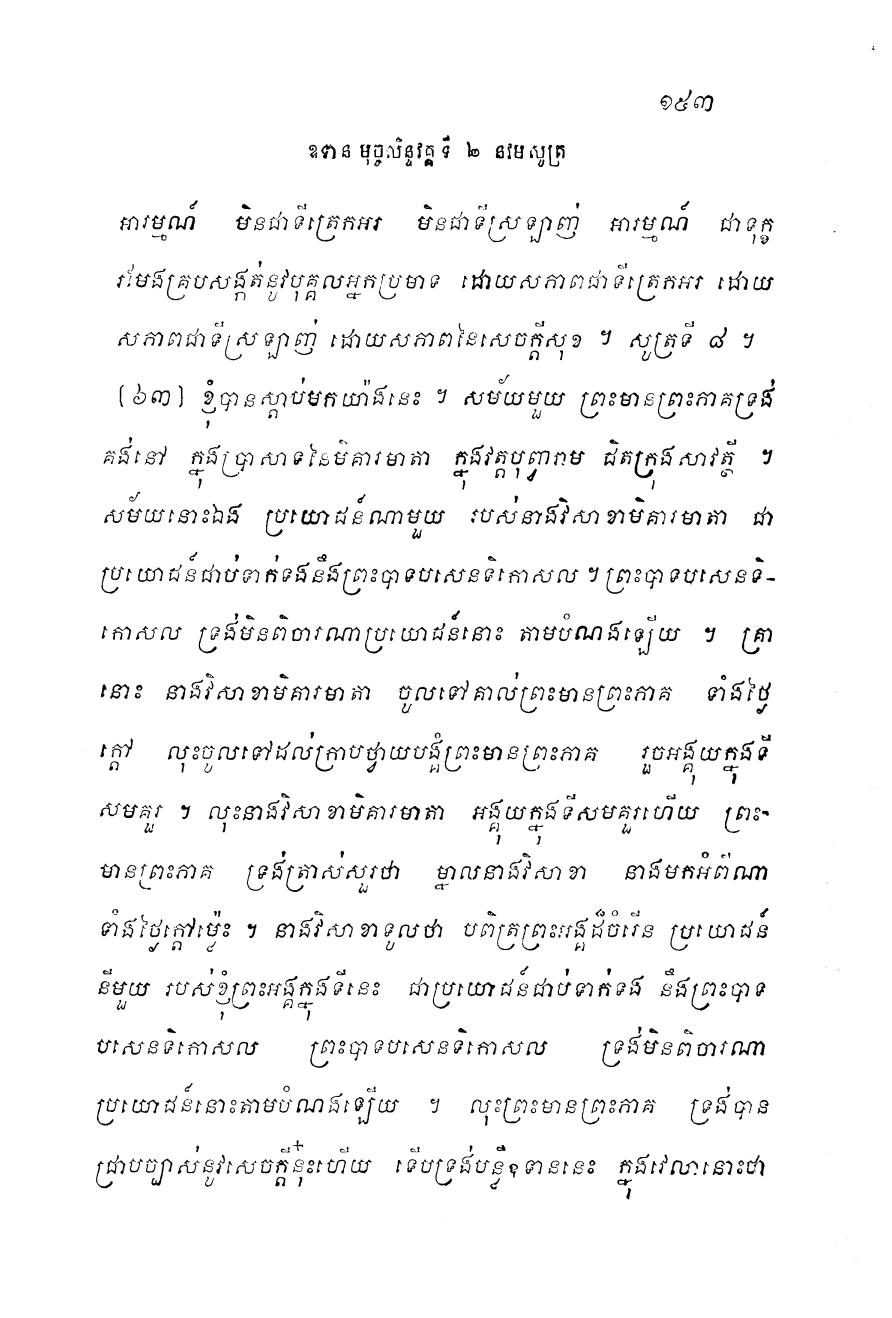 ១៥៣
ឧទាន មុច្ចលិន្ទវគ្គ ទី ២ នវមសូត្រ
អារម្មណ៍ មិនជាទីត្រេកអរ មិនជាទីស្រឡាញ់ អារម្មណ៍ ជាទុក្ខ
រមែងគ្របសង្កត់នូវបុគ្គលអ្នកប្រមាទ ដោយសភាពជាទីត្រេកអរ ដោយ
សភាពជាទីស្រឡាញ់ ដោយសភាពនៃសេចក្តីសុខ ។ សូត្រទី ៨ ។
[៦៣] ខ្ញុំបានស្តាប់មកយ៉ាងនេះ ។ សម័យមួយ ព្រះមានព្រះភាគទ្រង់
គង់នៅ ក្នុងប្រាសាទនៃមិគារមាតា ក្នុងវត្តបុព្វារាម ជិតក្រុងសាវត្ថី ។
សម័យនោះឯង ប្រយោជន៍ណាមួយ របស់នាងវិសាខាមិគារមាតា ជា
ប្រយោជន៍ជាប់ទាក់ទងនឹងព្រះបាទបសេនទិកោសល ។ ព្រះបាទបសេនទិ-
កោសល ទ្រង់មិនពិចារណាប្រយោជន៍នោះ តាមបំណងឡើយ ។ គ្រា
នោះ នាងវិសាខាមិគារមាតា ចូលទៅគាល់ព្រះមានព្រះភាគ ទាំងថ្ងៃ
ក្តៅ លុះចូលទៅដល់ក្រាបថ្វាយបង្គំព្រះមានព្រះភាគ រួចអង្គុយក្នុងទី
សមគួរ ។ លុះនាងវិសាខាមិគារមាតា អង្គុយក្នុងទីសមគួរហើយ ព្រះ-
មានព្រះភាគ ទ្រង់ត្រាស់សួរថា ម្នាលនាងវិសាខា នាងមកអំពីណា
ទាំងថ្ងៃក្តៅម្ល៉េះ ។ នាងវិសាខាទូលថា បពិត្រព្រះអង្គដ៏ចំរើន ប្រយោជន៍
នីមួយ របស់ខ្ញុំព្រះអង្គក្នុងទីនេះ ជាប្រយោជន៍ជាប់ទាក់ទង នឹងព្រះបាទ
បសេនទិកោសល ព្រះបាទបសេនទិកោសល ទ្រង់មិនពិចារណា
ប្រយោជន៍នោះតាមបំណងឡើយ ។ លុះព្រះមានព្រះភាគ ទ្រង់បាន
ជ្រាបច្បាស់នូវសេចក្តីនុ៎ះហើយ ទើបទ្រង់បន្លឺឧទាននេះ ក្នុងវេលានោះថា